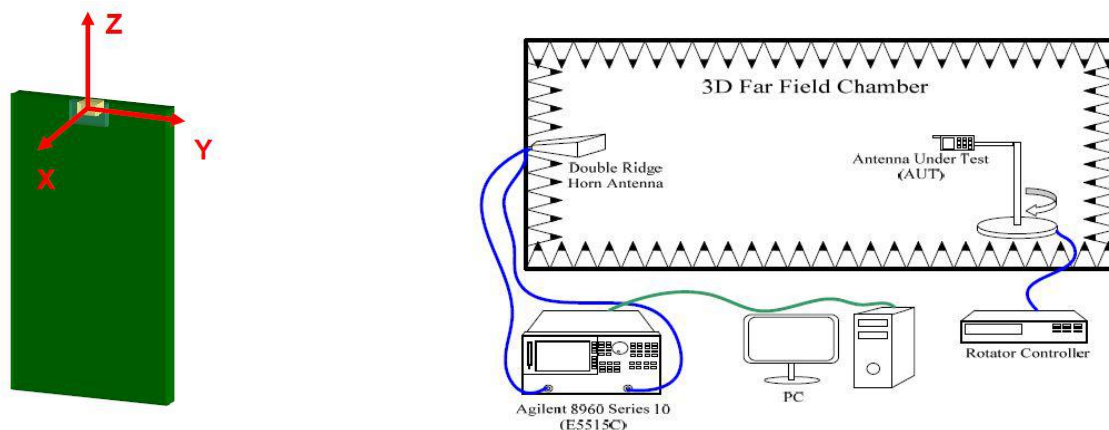 Z
Y
X
3D Far Field Chamber
Double Ridge
Horn Antenna
Antenna Under Test
(AUT)
Agilent 8960 Series 10
(E5515C)
PC
Rotator Controller